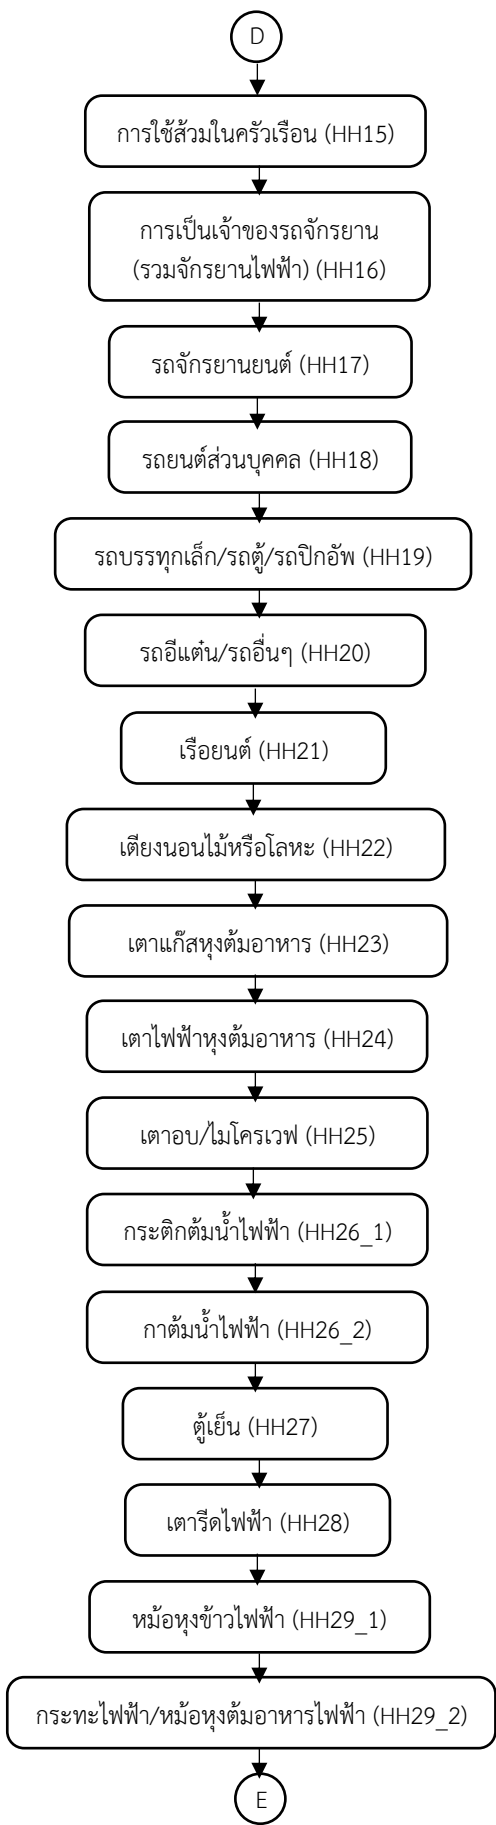 D
การใช้ส้วมในครัวเรือน (HH15)
การเป็นเจ้าของรถจักรยาน
(รวมจักรยานไฟฟ้า) (HH16)
รถจักรยานยนต์ (HH17)
รถยนต์ส่วนบุคคล (HH18)
รถบรรทุกเล็ก/รถตู้/รถปิกอัพ (HH19)
รถอีแต๋น/รถอื่นๆ (HH20)
เรือยนต์ (HH21)
เตียงนอนไม้หรือโลหะ (HH22)
เตาแก๊สหุงต้มอาหาร (HH23)
เตาไฟฟ้าหุงต้มอาหาร (HH24)
เตาอบ/ไมโครเวฟ (HH25)
กระติกต้มน้ำไฟฟ้า (HH26_1)
กาต้มน้ำไฟฟ้า (HH26_2)
ตู้เย็น (HH27)
เตารีดไฟฟ้า (HH28)
หม้อหุงข้าวไฟฟ้า (HH29_1)
กระทะไฟฟ้า/หม้อหุงต้มอาหารไฟฟ้า (HH29_2)
E